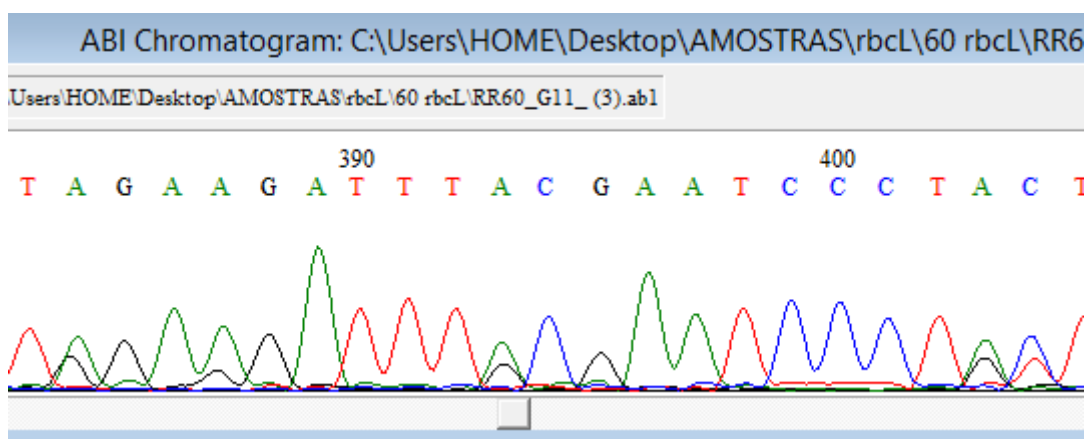 ABI Chromatogram: C:\Users\HOME\Desktop\AMOSTRAS\rbcL\60 rbcL\RR6
\Users\HOME\Desktop\AMOSTRAS\rbcL\60 rbcL\RR60_G11_ (3).ab1
390 400
T A G A A G A T T T A C G A A T C C C T A C T